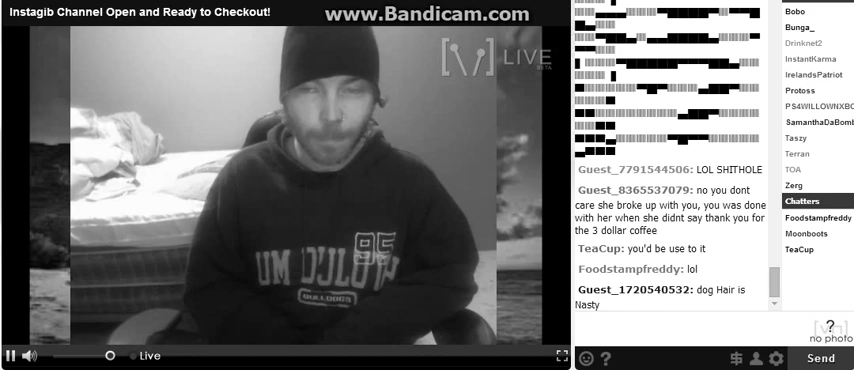 Instagib Channel Open and Ready to Checkout!
www.Bandicam.com
[\/] LIVE
BETA
95
UM DULUTH
BULLDOGS
Live
Guest_7791544506: LOL SHITHOLE
Guest_8365537079: no you dont
care she broke up with you, you was done
with her when she didnt say thank you for
the 3 dollar coffee
TeaCup: you'd be use to it
Foodstampfreddy: lol
Guest_1720540532: dog Hair is
Nasty
Bobo
Bunga_
Drinknet2
InstantKarma
IrelandsPatriot
Protoss
PS4WILLOWNXBO
SamanthaDaBomb
Taszy
Terran
TOA
Zerg
Chatters
Foodstampfreddy
Moonboots
TeaCup
?
no photo
Send